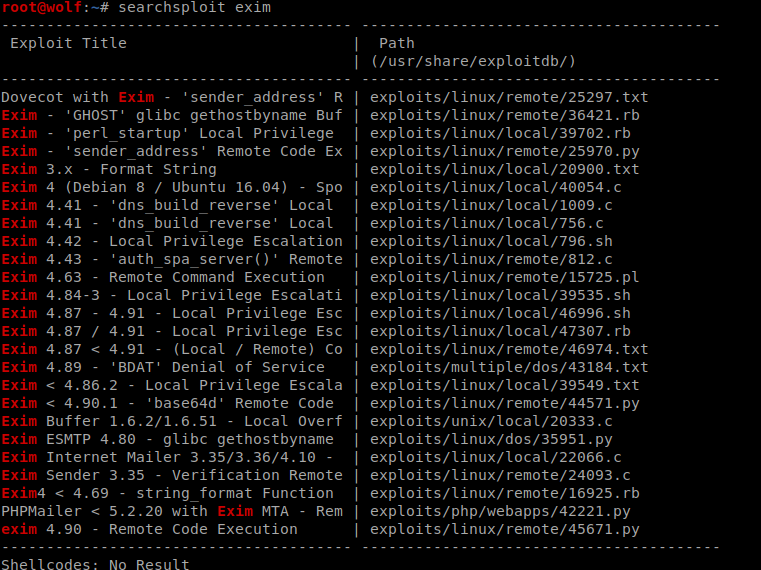 root@wolf:~# searchsploit exim
--------------------------------------- ----------------------------------------
 Exploit Title                         |  Path
                                       | (/usr/share/exploitdb/)
--------------------------------------- ----------------------------------------
Dovecot with Exim - 'sender_address' R | exploits/linux/remote/25297.txt
Exim - 'GHOST' glibc gethostbyname Buf | exploits/linux/remote/36421.rb
Exim - 'perl_startup' Local Privilege  | exploits/linux/local/39702.rb
Exim - 'sender_address' Remote Code Ex | exploits/linux/remote/25970.py
Exim 3.x - Format String               | exploits/linux/local/20900.txt
Exim 4 (Debian 8 / Ubuntu 16.04) - Spo | exploits/linux/local/40054.c
Exim 4.41 - 'dns_build_reverse' Local  | exploits/linux/local/1009.c
Exim 4.41 - 'dns_build_reverse' Local  | exploits/linux/local/756.c
Exim 4.42 - Local Privilege Escalation | exploits/linux/local/796.sh
Exim 4.43 - 'auth_spa_server()' Remote | exploits/linux/remote/812.c
Exim 4.63 - Remote Command Execution   | exploits/linux/remote/15725.pl
Exim 4.84-3 - Local Privilege Escalati | exploits/linux/local/39535.sh
Exim 4.87 - 4.91 - Local Privilege Esc | exploits/linux/local/46996.sh
Exim 4.87 / 4.91 - Local Privilege Esc | exploits/linux/local/47307.rb
Exim 4.87 < 4.91 - (Local / Remote) Co | exploits/linux/remote/46974.txt
Exim 4.89 - 'BDAT' Denial of Service   | exploits/multiple/dos/43184.txt
Exim < 4.86.2 - Local Privilege Escala | exploits/linux/local/39549.txt
Exim < 4.90.1 - 'base64d' Remote Code  | exploits/linux/remote/44571.py
Exim Buffer 1.6.2/1.6.51 - Local Overf | exploits/unix/local/20333.c
Exim ESMTP 4.80 - glibc gethostbyname  | exploits/linux/dos/35951.py
Exim Internet Mailer 3.35/3.36/4.10 -  | exploits/linux/local/22066.c
Exim Sender 3.35 - Verification Remote | exploits/linux/remote/24093.c
Exim4 < 4.69 - string_format Function  | exploits/linux/remote/16925.rb
PHPMailer < 5.2.20 with Exim MTA - Rem | exploits/php/webapps/42221.py
exim 4.90 - Remote Code Execution      | exploits/linux/remote/45671.py
--------------------------------------- ----------------------------------------
Shellcodes: No Result